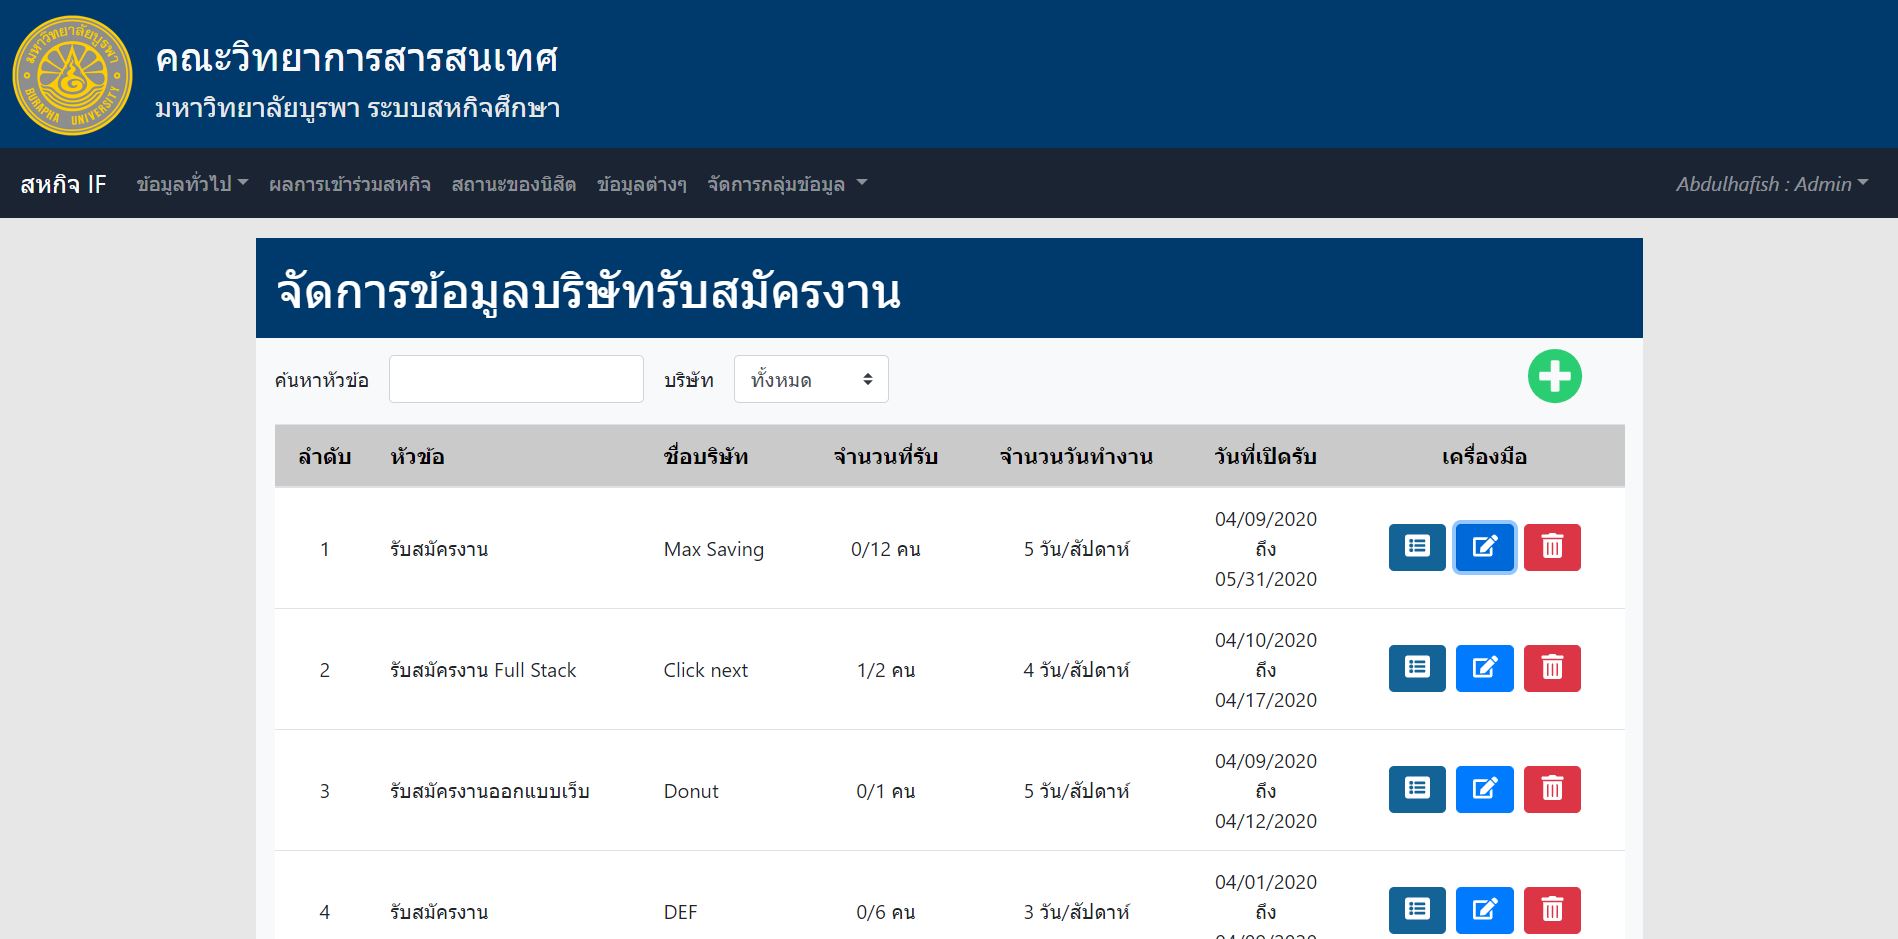 มหาวิทยาลัยบูรพา
BURAPHA UNIVERSITY
คณะวิทยาการสารสนเทศ
มหาวิทยาลัยบูรพา ระบบสหกิจศึกษา
สหกิจ IF ข้อมูลทั่วไป ผลการเข้าร่วมสหกิจ สถานะของนิสิต ข้อมูลต่างๆ จัดการกลุ่มข้อมูล Abdulhafish : Admin
จัดการข้อมูลบริษัทรับสมัครงาน
ค้นหาหัวข้อ บริษัท ทั้งหมด
ลำดับ หัวข้อ ชื่อบริษัท จำนวนที่รับ จำนวนวันทำงาน วันที่เปิดรับ เครื่องมือ
04/09/2020
1 รับสมัครงาน Max Saving 0/12 คน 5 วัน/สัปดาห์ ถึง
05/31/2020
04/10/2020
2 รับสมัครงาน Full Stack Click next 1/2 คน 4 วัน/สัปดาห์ ถึง
04/17/2020
04/09/2020
3 รับสมัครงานออกแบบเว็บ Donut 0/1 คน 5 วัน/สัปดาห์ ถึง
04/12/2020
04/01/2020
4 รับสมัครงาน DEF 0/6 คน 3 วัน/สัปดาห์ ถึง